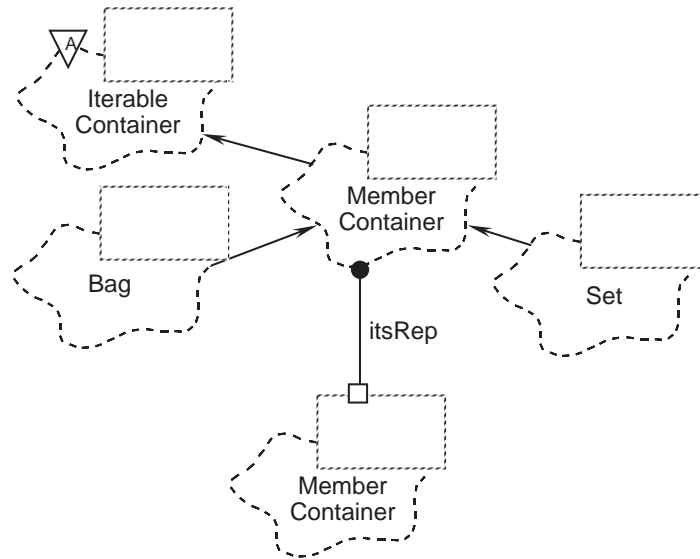 A
Iterable
Container
Member
Container
Bag
Set
itsRep
Member
Container